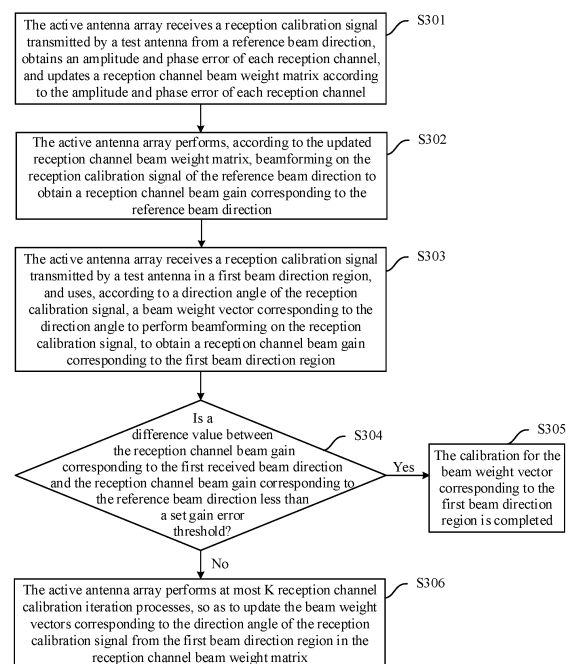 The active antenna array receives a reception calibration signal
transmitted by a test antenna from a reference beam direction,
obtains an amplitude and phase error of each reception channel,
and updates a reception channel beam weight matrix according
to the amplitude and phase error of each reception channel
S301
The active antenna array performs, according to the updated
reception channel beam weight matrix, beamforming on the
reception calibration signal of the reference beam direction to
obtain a reception channel beam gain corresponding to the
reference beam direction
S302
The active antenna array receives a reception calibration signal
transmitted by a test antenna in a first beam direction region,
and uses, according to a direction angle of the reception
calibration signal, a beam weight vector corresponding to the
direction angle to perform beamforming on the reception
calibration signal, to obtain a reception channel beam gain
corresponding to the first beam direction region
S303
Is a
difference value between
the reception channel beam gain
corresponding to the first received beam direction
and the reception channel beam gain corresponding to
the reference beam direction less than
a set gain error
threshold?
S304
Yes
S305
The calibration for the
beam weight vector
corresponding to the
first beam direction
region is completed
No
The active antenna array performs at most K reception channel
calibration iteration processes, so as to update the beam weight
vectors corresponding to the direction angle of the reception
calibration signal from the first beam direction region in the
reception channel beam weight matrix
S306